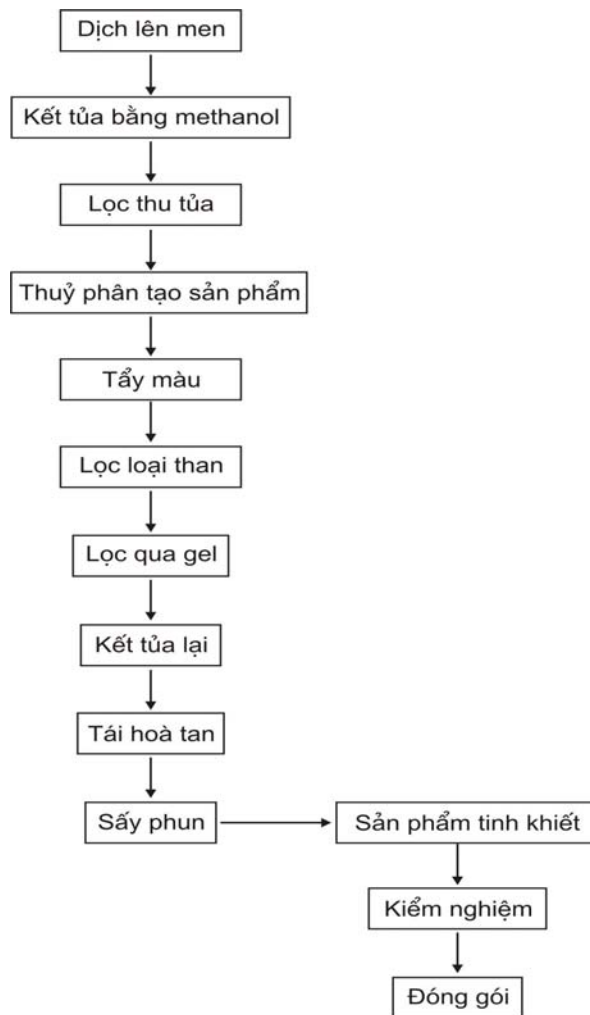 Dịch lên men
Kết tủa bằng methanol
Lọc thu tủa
Thuỷ phân tạo sản phẩm
Tẩy màu
Lọc loại than
Lọc qua gel
Kết tủa lại
Tái hoà tan
Sấy phun
Sản phẩm tinh khiết
Kiểm nghiệm
Đóng gói